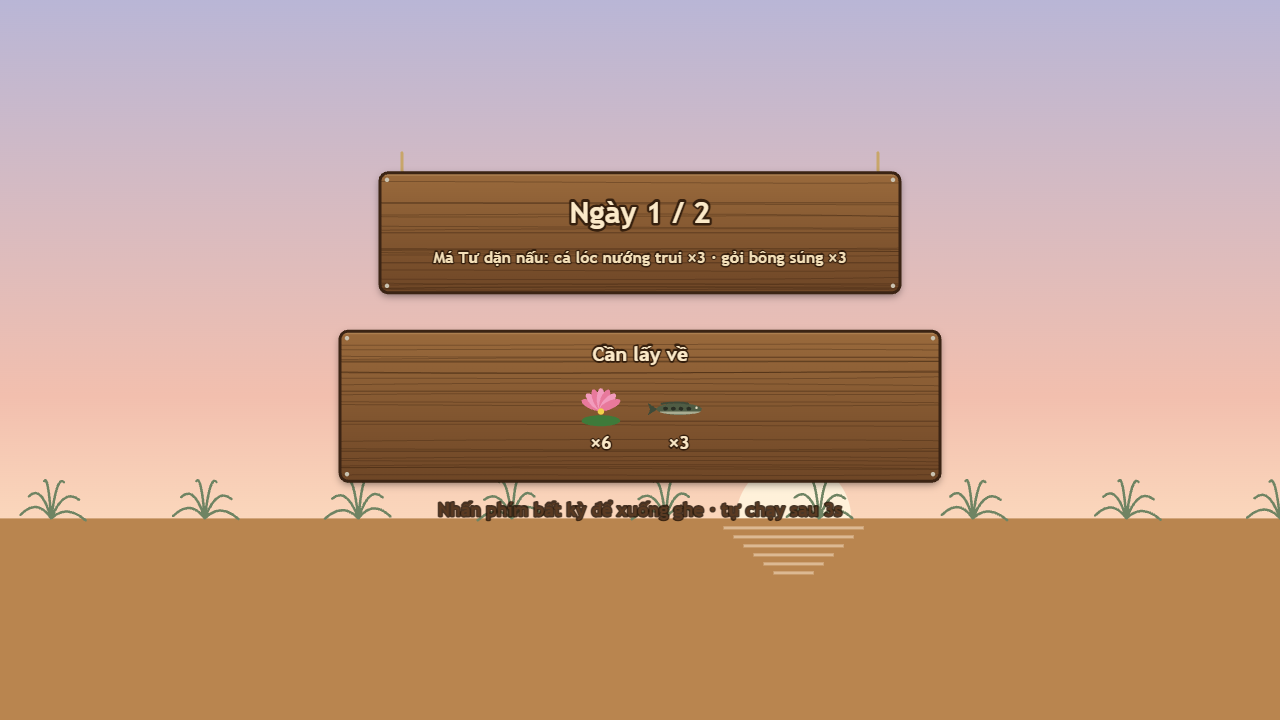 Ngày 1 / 2
Má Tư dặn nấu: cá lóc nướng trui ×3 · gỏi bông súng ×3
Cần lấy về
×6 ×3
Nhấn phím bất kỳ để xuống ghe • tự chạy sau 3s